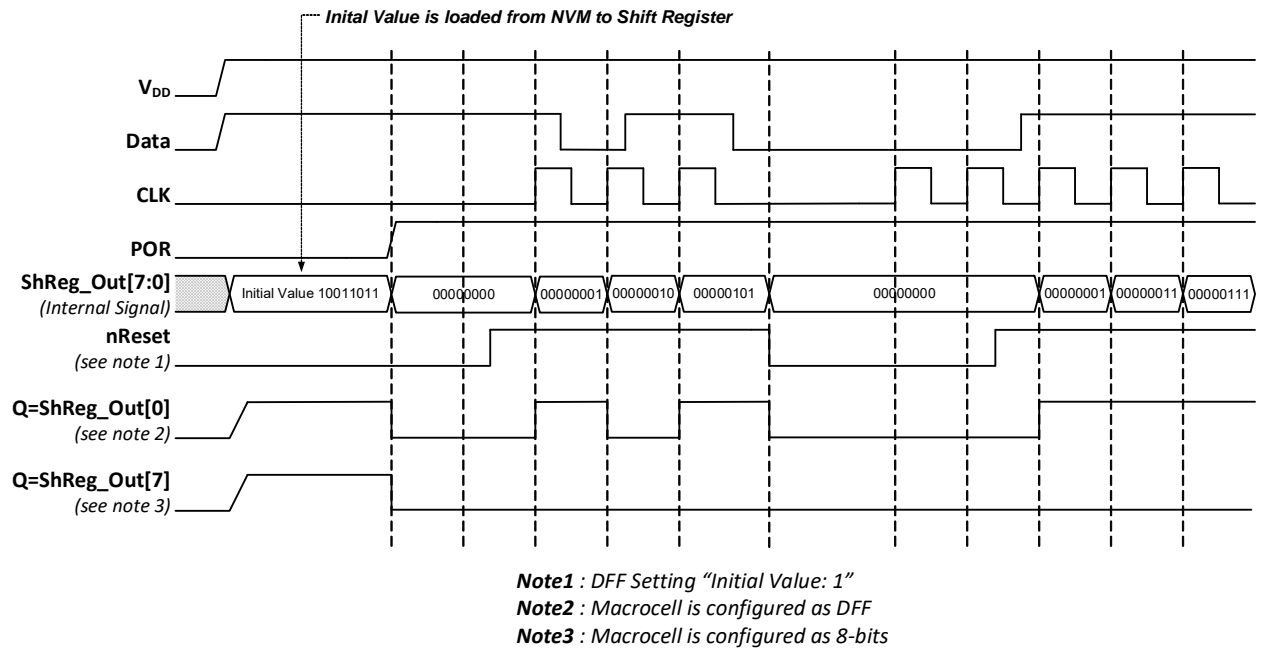 Inital Value is loaded from NVM to Shift Register
VDD
Data
CLK
POR
ShReg_Out[7:0]
(Internal Signal)
Initial Value 10011011 00000000 00000001 00000010 00000101 00000000 00000001 00000011 00000111
nReset
(see note 1)
Q=ShReg_Out[0]
(see note 2)
Q=ShReg_Out[7]
(see note 3)
Note1 : DFF Setting “Initial Value: 1”
Note2 : Macrocell is configured as DFF
Note3 : Macrocell is configured as 8-bits